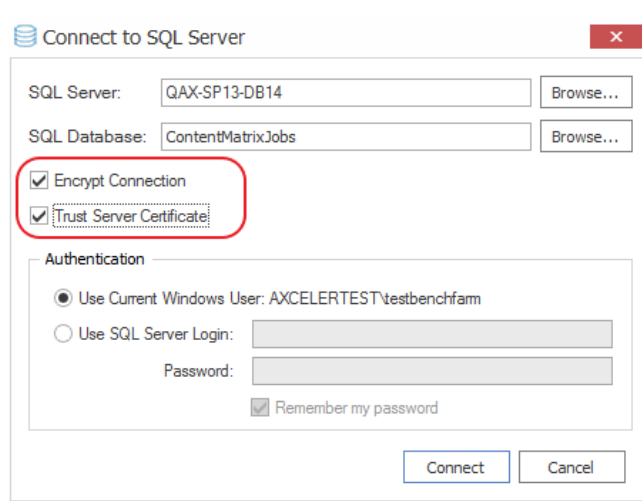 Connect to SQL Server
SQL Server: QAX-SP13-DB14 Browse...
SQL Database: ContentMatrixJobs Browse...
Encrypt Connection
Trust Server Certificate
Authentication
Use Current Windows User: AXCELERTEST\testbenchfarm
Use SQL Server Login:
Password:
Remember my password
Connect Cancel